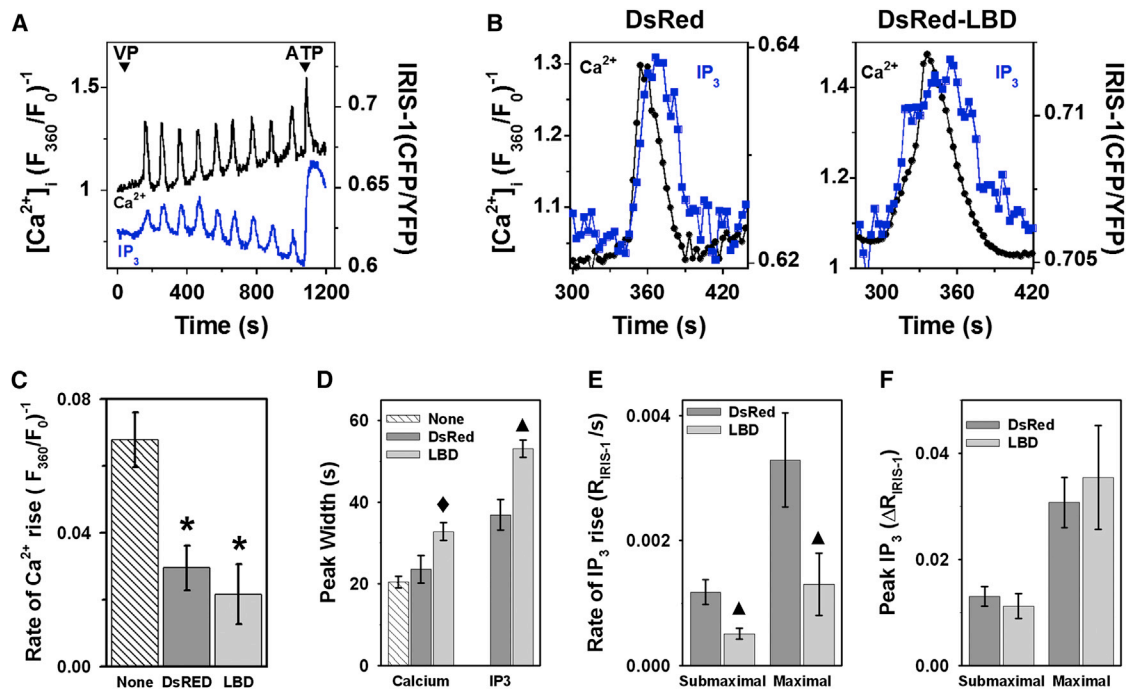 A
VP
ATP
1.5
1
0.7
0.65
0.6
Ca2+
IP3
[Ca2+]i (F360/F0)-1
IRIS-1(CFP/YFP)
0 400 800 1200
Time (s)
B
DsRed
DsRed-LBD
Ca2+
IP3
1.3
1.2
1.1
0.64
0.62
[Ca2+]i (F360/F0)-1
300 360 420
Time (s)
Ca2+
IP3
1.4
1.2
1
0.71
0.705
IRIS-1(CFP/YFP)
300 360 420
Time (s)
C
0.08
0.04
0.00
Rate of Ca2+ rise ( F360/F0)-1
* *
None DsRED LBD
D
None
DsRed
LBD
60
40
20
0
Peak Width (s)
Calcium IP3
E
DsRed
LBD
0.004
0.002
0.000
Rate of IP3 rise (RIRIS-1 /s)
Submaximal Maximal
F
DsRed
LBD
0.04
0.02
0.00
Peak IP3 (ΔRIRIS-1)
Submaximal Maximal